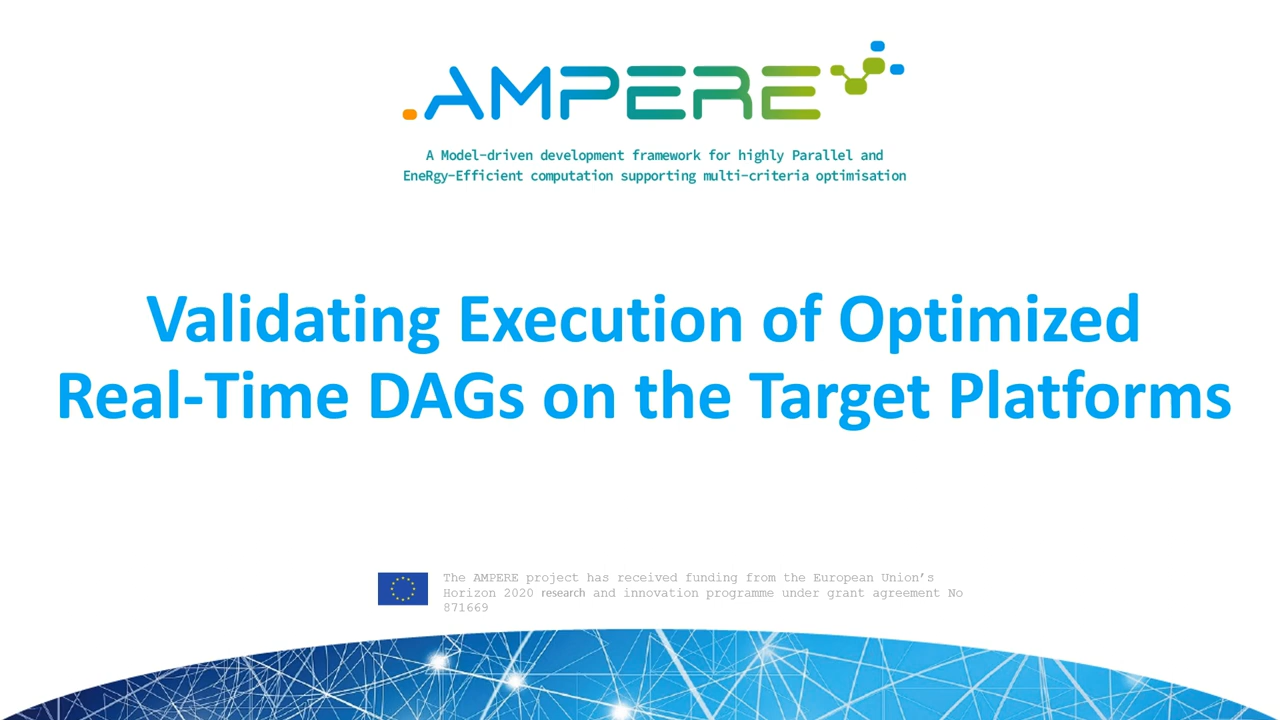 .AMPERE
A Model-driven development framework for highly Parallel and
EneRgy-Efficient computation supporting multi-criteria optimisation
Validating Execution of Optimized
Real-Time DAGs on the Target Platforms
The AMPERE project has received funding from the European Union’s
Horizon 2020 research and innovation programme under grant agreement No
871669